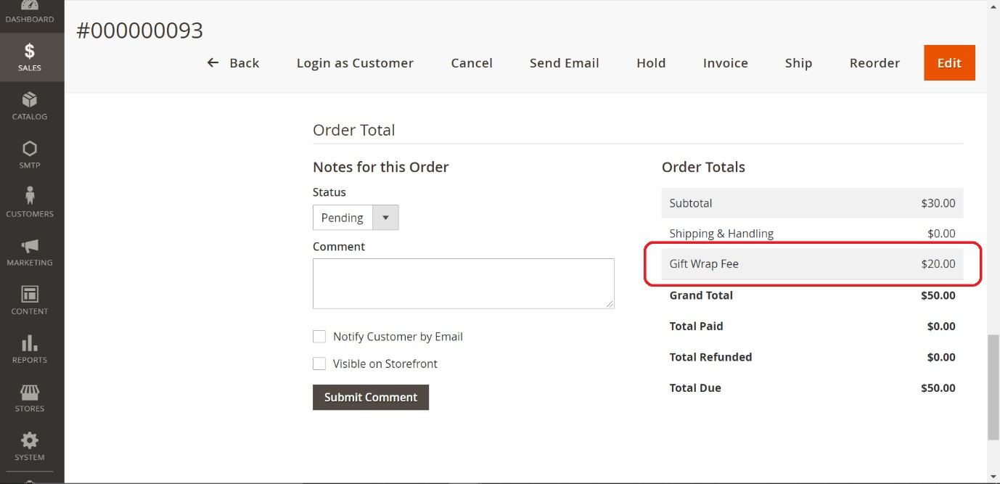 DASHBOARD
SALES
CATALOG
SMTP
CUSTOMERS
MARKETING
CONTENT
REPORTS
STORES
SYSTEM
#000000093
Back Login as Customer Cancel Send Email Hold Invoice Ship Reorder Edit
Order Total
Notes for this Order
Status
Pending
Comment
Notify Customer by Email
Visible on Storefront
Submit Comment
Order Totals
Subtotal $30.00
Shipping & Handling $0.00
Gift Wrap Fee $20.00
Grand Total $50.00
Total Paid $0.00
Total Refunded $0.00
Total Due $50.00